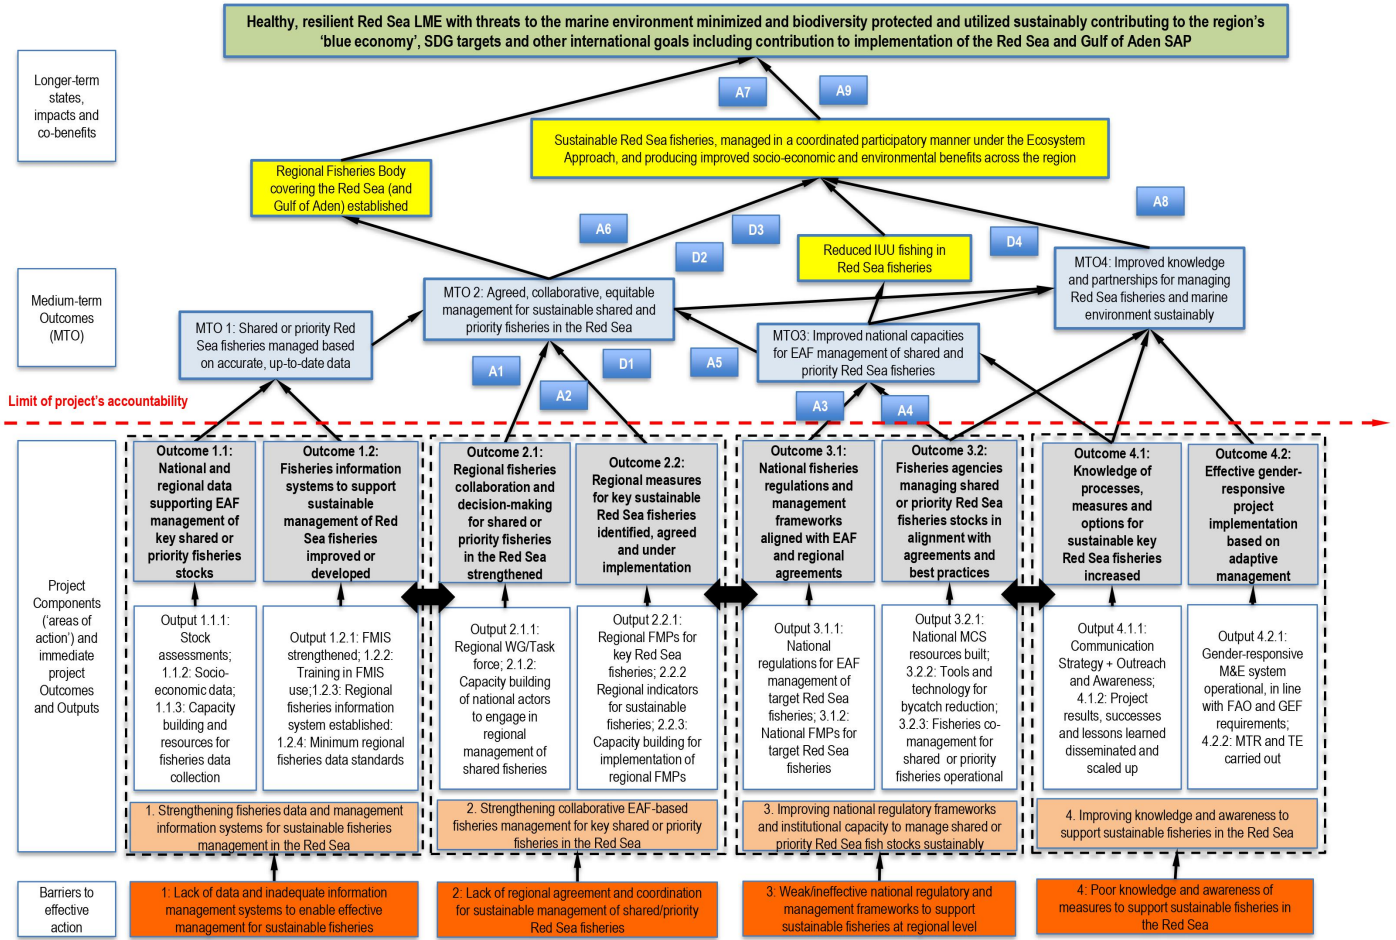 Healthy, resilient Red Sea LME with threats to the marine environment minimized and biodiversity protected and utilized sustainably contributing to the region's
'blue economy', SDG targets and other international goals including contribution to implementation of the Red Sea and Gulf of Aden SAP
Longer-term
states,
impacts and
co-benefits
A7
A9
Sustainable Red Sea fisheries, managed in a coordinated participatory manner under the Ecosystem
Approach, and producing improved socio-economic and environmental benefits across the region
Regional Fisheries Body
covering the Red Sea (and
Gulf of Aden) established
A8
A6
D3
D4
D2
Reduced IUU fishing in
Red Sea fisheries
Medium-term
Outcomes
(MTO)
MTO 1: Shared or priority Red
Sea fisheries managed based
on accurate, up-to-date data
MTO 2: Agreed, collaborative, equitable
management for sustainable shared and
priority fisheries in the Red Sea
MTO3: Improved national capacities
for EAF management of shared and
priority Red Sea fisheries
MTO4: Improved knowledge
and partnerships for managing
Red Sea fisheries and marine
environment sustainably
A1
A2
D1
A5
A3
A4
Limit of project's accountability
Project
Components
('areas of
action') and
immediate
project
Outcomes
and Outputs
Outcome 1.1:
National and
regional data
supporting EAF
management of
key shared or
priority fisheries
stocks
Outcome 1.2:
Fisheries information
systems to support
sustainable
management of Red
Sea fisheries
improved or
developed
Outcome 2.1:
Regional fisheries
collaboration and
decision-making
for shared or
priority fisheries
in the Red Sea
strengthened
Outcome 2.2:
Regional measures
for key sustainable
Red Sea fisheries
identified, agreed
and under
implementation
Outcome 3.1:
National fisheries
regulations and
management
frameworks
aligned with EAF
and regional
agreements
Outcome 3.2:
Fisheries agencies
managing shared
or priority Red Sea
fisheries stocks in
alignment with
agreements and
best practices
Outcome 4.1:
Knowledge of
processes,
measures and
options for
sustainable key
Red Sea fisheries
increased
Outcome 4.2:
Effective gender-
responsive
project
implementation
based on
adaptive
management
Output 1.1.1:
Stock
assessments;
1.1.2: Socio-
economic data;
1.1.3: Capacity
building and
resources for
fisheries data
collection
Output 1.2.1: FMIS
strengthened; 1.2.2:
Training in FMIS
use;1.2.3: Regional
fisheries information
system established:
1.2.4: Minimum regional
fisheries data standards
Output 2.1.1:
Regional WG/Task
force; 2.1.2:
Capacity building
of national actors
to engage in
regional
management of
shared fisheries
Output 2.2.1:
Regional FMPs for
key Red Sea
fisheries; 2.2.2
Regional indicators
for sustainable
fisheries; 2.2.3:
Capacity building for
implementation of
regional FMPs
Output 3.1.1:
National
regulations for EAF
management of
target Red Sea
fisheries; 3.1.2:
National FMPs for
target Red Sea
fisheries
Output 3.2.1:
National MCS
resources built;
3.2.2: Tools and
technology for
bycatch reduction;
3.2.3: Fisheries co-
management for
shared or priority
fisheries operational
Output 4.1.1:
Communication
Strategy + Outreach
and Awareness;
4.1.2: Project
results, successes
and lessons learned
disseminated and
scaled up
Output 4.2.1:
Gender-responsive
M&E system
operational, in line
with FAO and GEF
requirements;
4.2.2: MTR and TE
carried out
1. Strengthening fisheries data and management
information systems for sustainable fisheries
management in the Red Sea
2. Strengthening collaborative EAF-based
fisheries management for key shared or priority
fisheries in the Red Sea
3. Improving national regulatory frameworks
and institutional capacity to manage shared or
priority Red Sea fish stocks sustainably
4. Improving knowledge and awareness to
support sustainable fisheries in the Red Sea
Barriers to
effective
action
1: Lack of data and inadequate information
management systems to enable effective
management for sustainable fisheries
2: Lack of regional agreement and coordination
for sustainable management of shared/priority
Red Sea fisheries
3: Weak/ineffective national regulatory and
management frameworks to support
sustainable fisheries at regional level
4: Poor knowledge and awareness of
measures to support sustainable fisheries in
the Red Sea